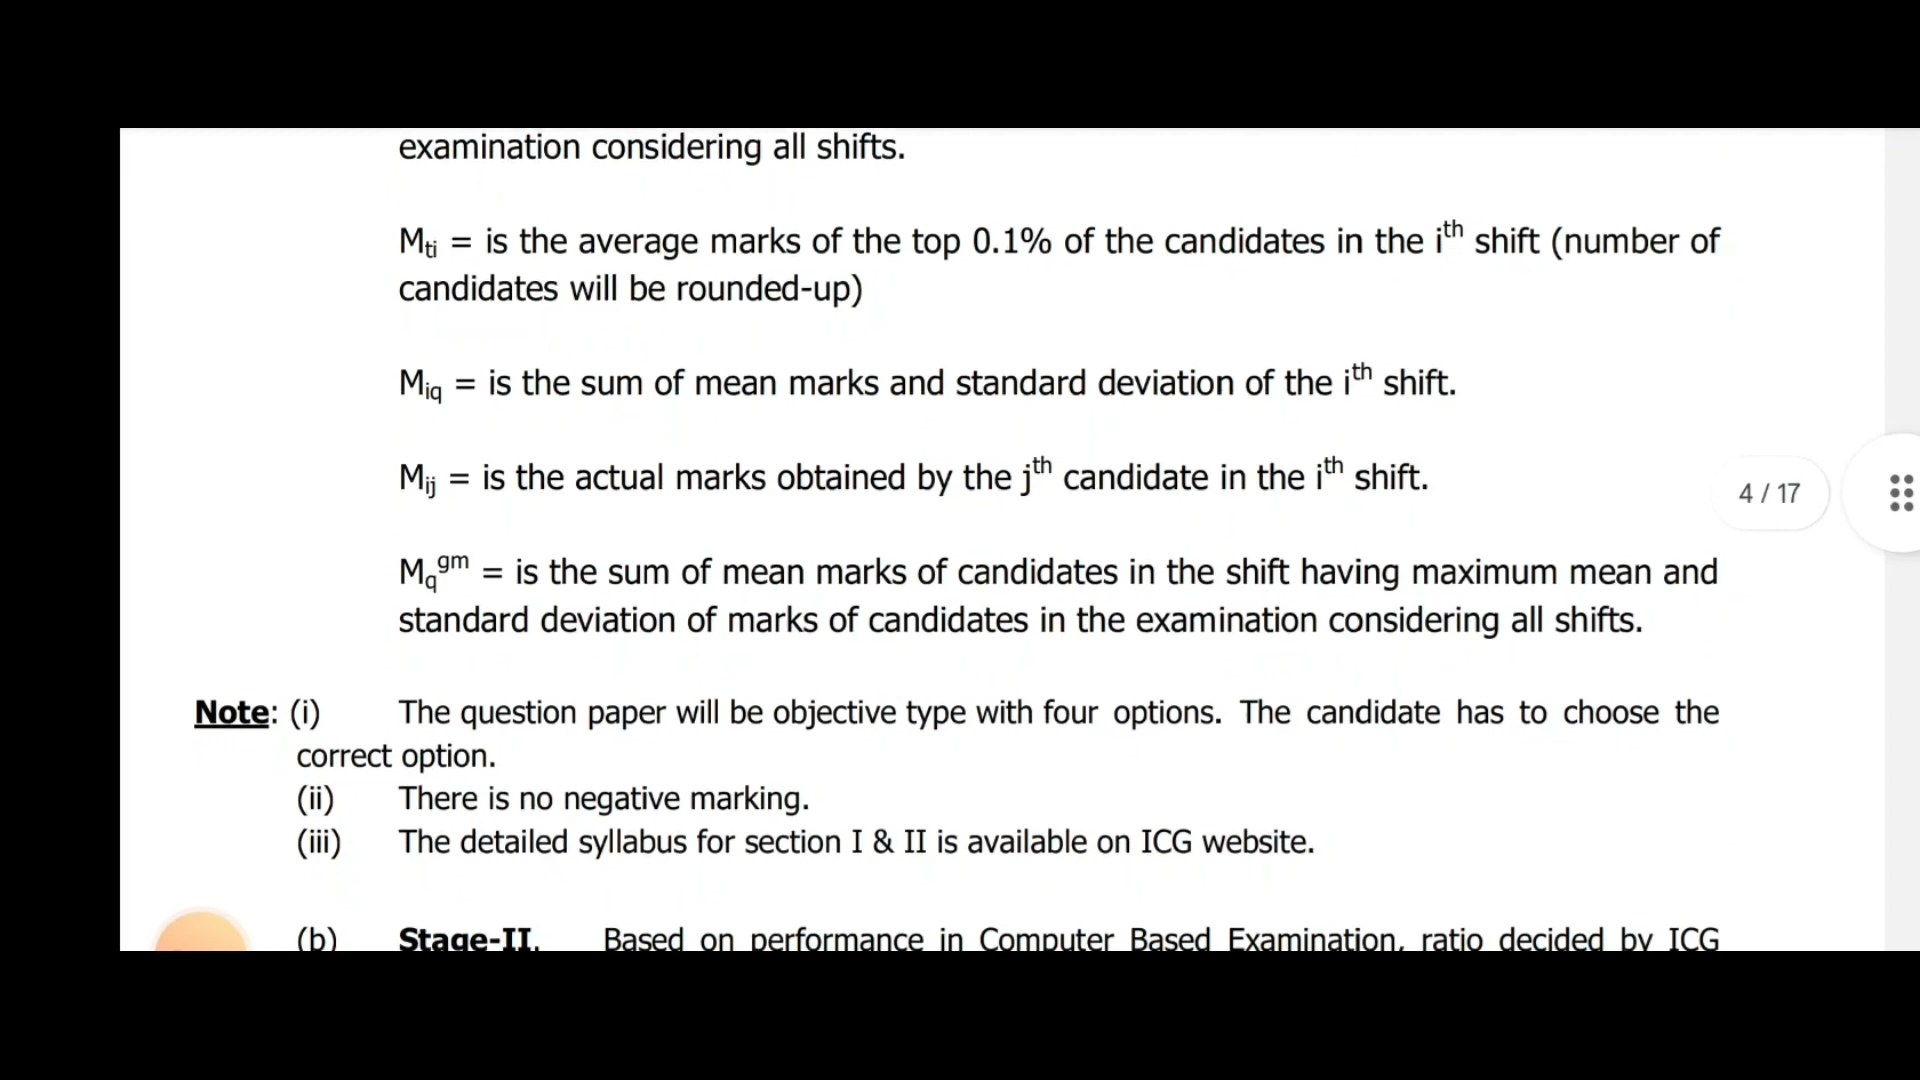 examination considering all shifts.
Mti = is the average marks of the top 0.1% of the candidates in the ith shift (number of
candidates will be rounded-up)
Miq = is the sum of mean marks and standard deviation of the ith shift.
Mij = is the actual marks obtained by the jth candidate in the ith shift.
4 / 17
Mqgm = is the sum of mean marks of candidates in the shift having maximum mean and
standard deviation of marks of candidates in the examination considering all shifts.
Note: (i) The question paper will be objective type with four options. The candidate has to choose the
correct option.
(ii) There is no negative marking.
(iii) The detailed syllabus for section I & II is available on ICG website.
(b) Stage-II. Based on performance in Computer Based Examination, ratio decided by ICG